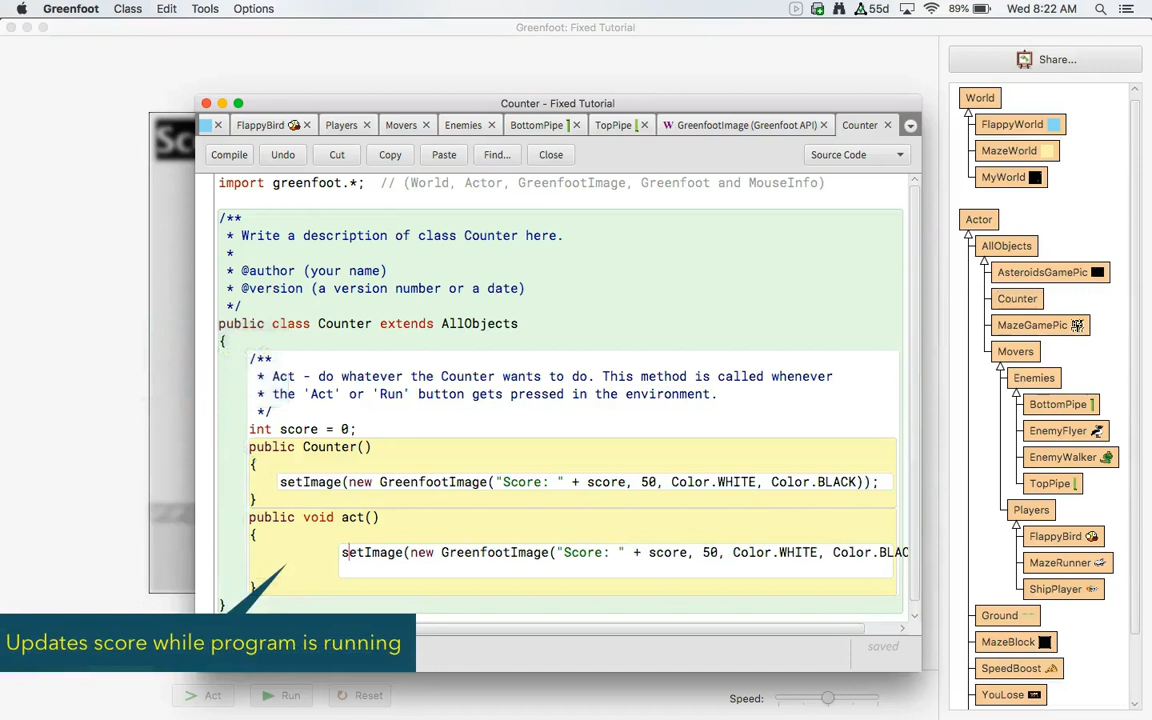 Greenfoot Class Edit Tools Options 55d 89% Wed 8:22 AM
Greenfoot: Fixed Tutorial
Share...
Sc
Counter - Fixed Tutorial
FlappyBird Players Movers Enemies BottomPipe TopPipe W GreenfootImage (Greenfoot API) Counter
Compile Undo Cut Copy Paste Find... Close Source Code
import greenfoot.*; // (World, Actor, GreenfootImage, Greenfoot and MouseInfo)
/**
* Write a description of class Counter here.
*
* @author (your name)
* @version (a version number or a date)
*/
public class Counter extends AllObjects
{
/**
* Act - do whatever the Counter wants to do. This method is called whenever
* the 'Act' or 'Run' button gets pressed in the environment.
*/
int score = 0;
public Counter()
{
setImage(new GreenfootImage("Score: " + score, 50, Color.WHITE, Color.BLACK));
}
public void act()
{
setImage(new GreenfootImage("Score: " + score, 50, Color.WHITE, Color.BLAC
}
}
saved
Updates score while program is running
Act Run Reset Speed:
World
FlappyWorld
MazeWorld
MyWorld
Actor
AllObjects
AsteroidsGamePic
Counter
MazeGamePic
Movers
Enemies
BottomPipe
EnemyFlyer
EnemyWalker
TopPipe
Players
FlappyBird
MazeRunner
ShipPlayer
Ground
MazeBlock
SpeedBoost
YouLose